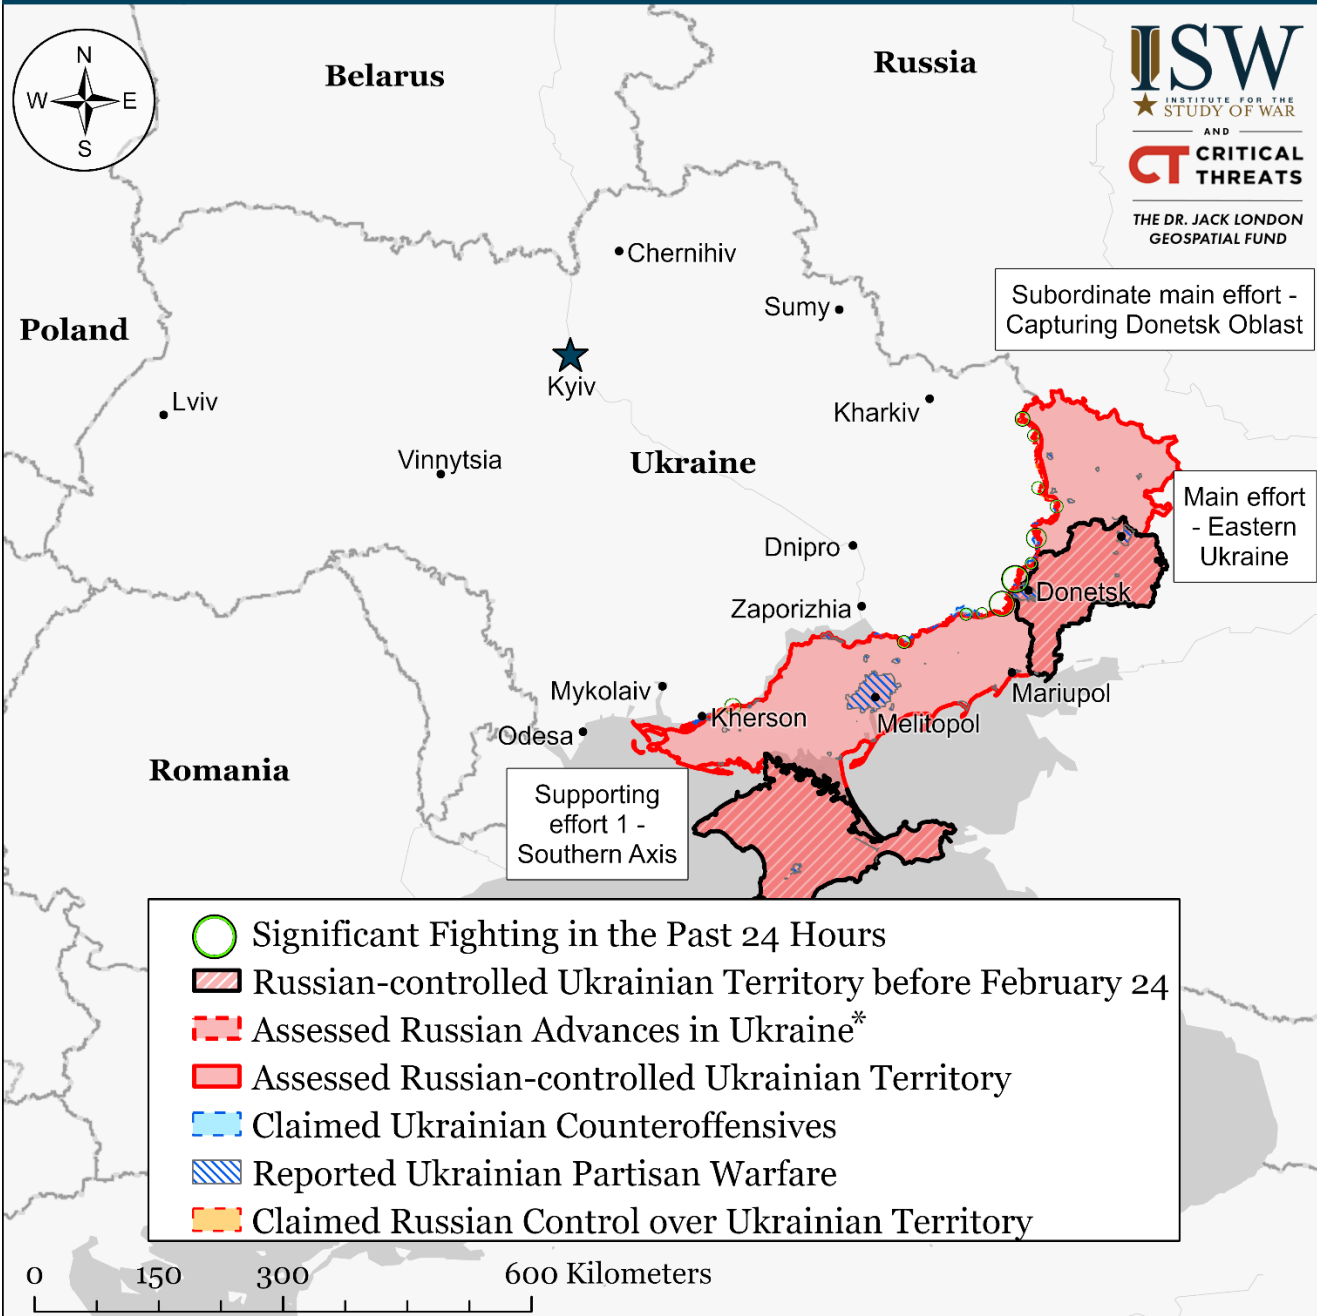 N
W
E
S
Belarus
Russia
ISW
INSTITUTE FOR THE
STUDY OF WAR
AND
CT CRITICAL
THREATS
THE DR. JACK LONDON
GEOSPATIAL FUND
Chernihiv
Subordinate main effort -
Capturing Donetsk Oblast
Sumy
Poland
Kyiv
Lviv
Kharkiv
Vinnytsia
Ukraine
Main effort
- Eastern
Ukraine
Dnipro
Donetsk
Zaporizhia
Mykolaiv
Mariupol
Kherson
Melitopol
Odesa
Romania
Supporting
effort 1 -
Southern Axis
Significant Fighting in the Past 24 Hours
Russian-controlled Ukrainian Territory before February 24
Assessed Russian Advances in Ukraine*
Assessed Russian-controlled Ukrainian Territory
Claimed Ukrainian Counteroffensives
Reported Ukrainian Partisan Warfare
Claimed Russian Control over Ukrainian Territory
0 150 300 600 Kilometers